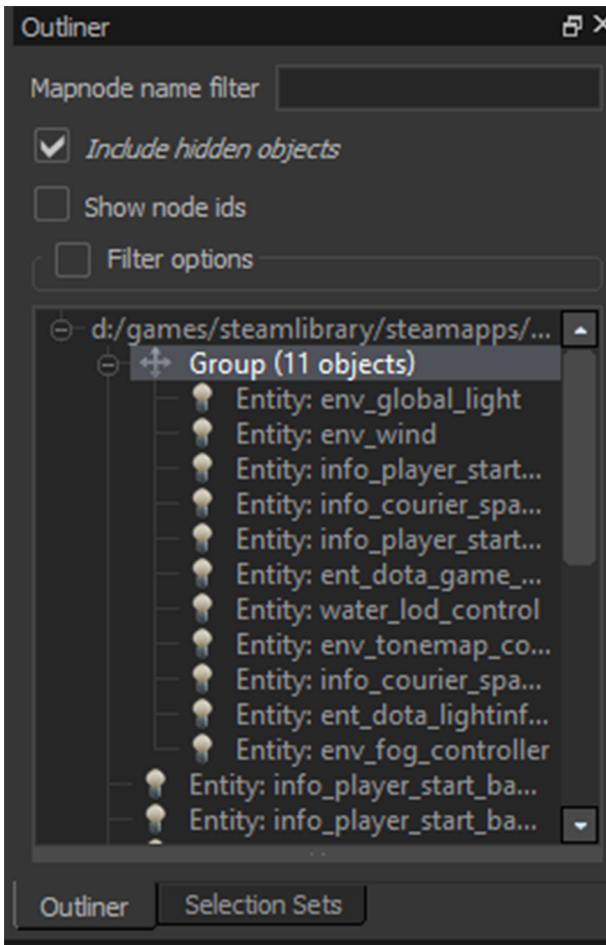 Outliner
Mapnode name filter
Include hidden objects
Show node ids
Filter options
d:/games/steamlibrary/steamapps/...
Group (11 objects)
Entity: env_global_light
Entity: env_wind
Entity: info_player_start...
Entity: info_courier_spa...
Entity: info_player_start...
Entity: ent_dota_game_...
Entity: water_lod_control
Entity: env_tonemap_co...
Entity: info_courier_spa...
Entity: ent_dota_lightinf...
Entity: env_fog_controller
Entity: info_player_start_ba...
Entity: info_player_start_ba...
Outliner
Selection Sets